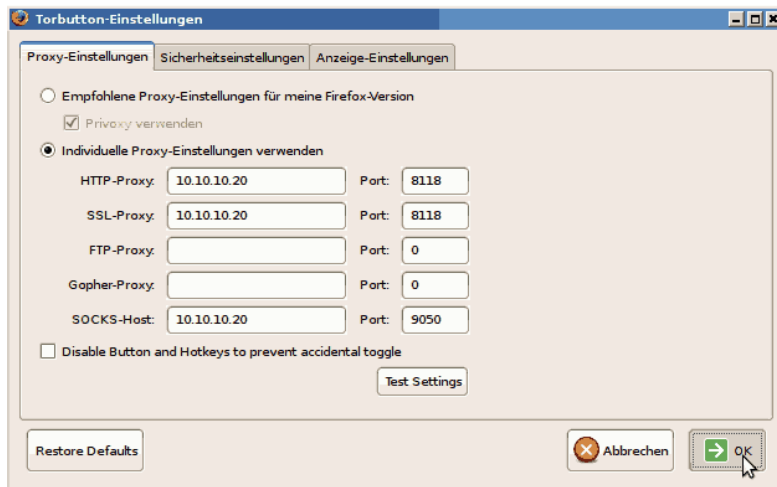 Torbutton-Einstellungen
Proxy-Einstellungen Sicherheitseinstellungen Anzeige-Einstellungen
Empfohlene Proxy-Einstellungen für meine Firefox-Version
Privoxy verwenden
Individuelle Proxy-Einstellungen verwenden
HTTP-Proxy: 10.10.10.20 Port: 8118
SSL-Proxy: 10.10.10.20 Port: 8118
FTP-Proxy: Port: 0
Gopher-Proxy: Port: 0
SOCKS-Host: 10.10.10.20 Port: 9050
Disable Button and Hotkeys to prevent accidental toggle
Test Settings
Restore Defaults Abbrechen OK